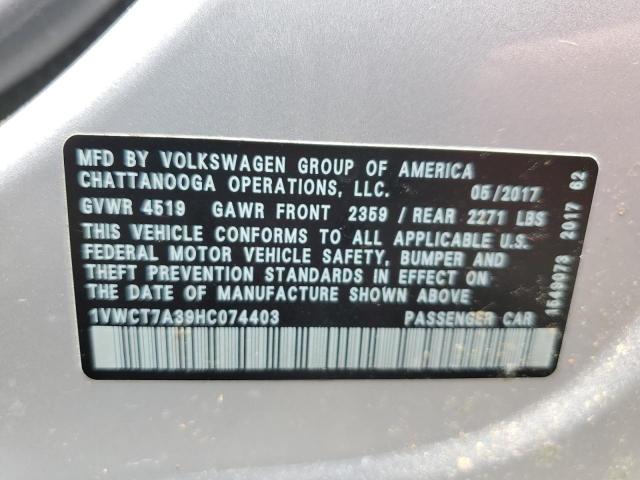 MFD BY VOLKSWAGEN GROUP OF AMERICA
CHATTANOOGA OPERATIONS, LLC. 05/2017
GVWR 4519 GAWR FRONT 2359 / REAR 2271 LBS
THIS VEHICLE CONFORMS TO ALL APPLICABLE U.S.
FEDERAL MOTOR VEHICLE SAFETY, BUMPER AND
THEFT PREVENTION STANDARDS IN EFFECT ON
THE DATE OF MANUFACTURE SHOWN ABOVE
1VWCT7A39HC074403 PASSENGER CAR
1549973 2017 62